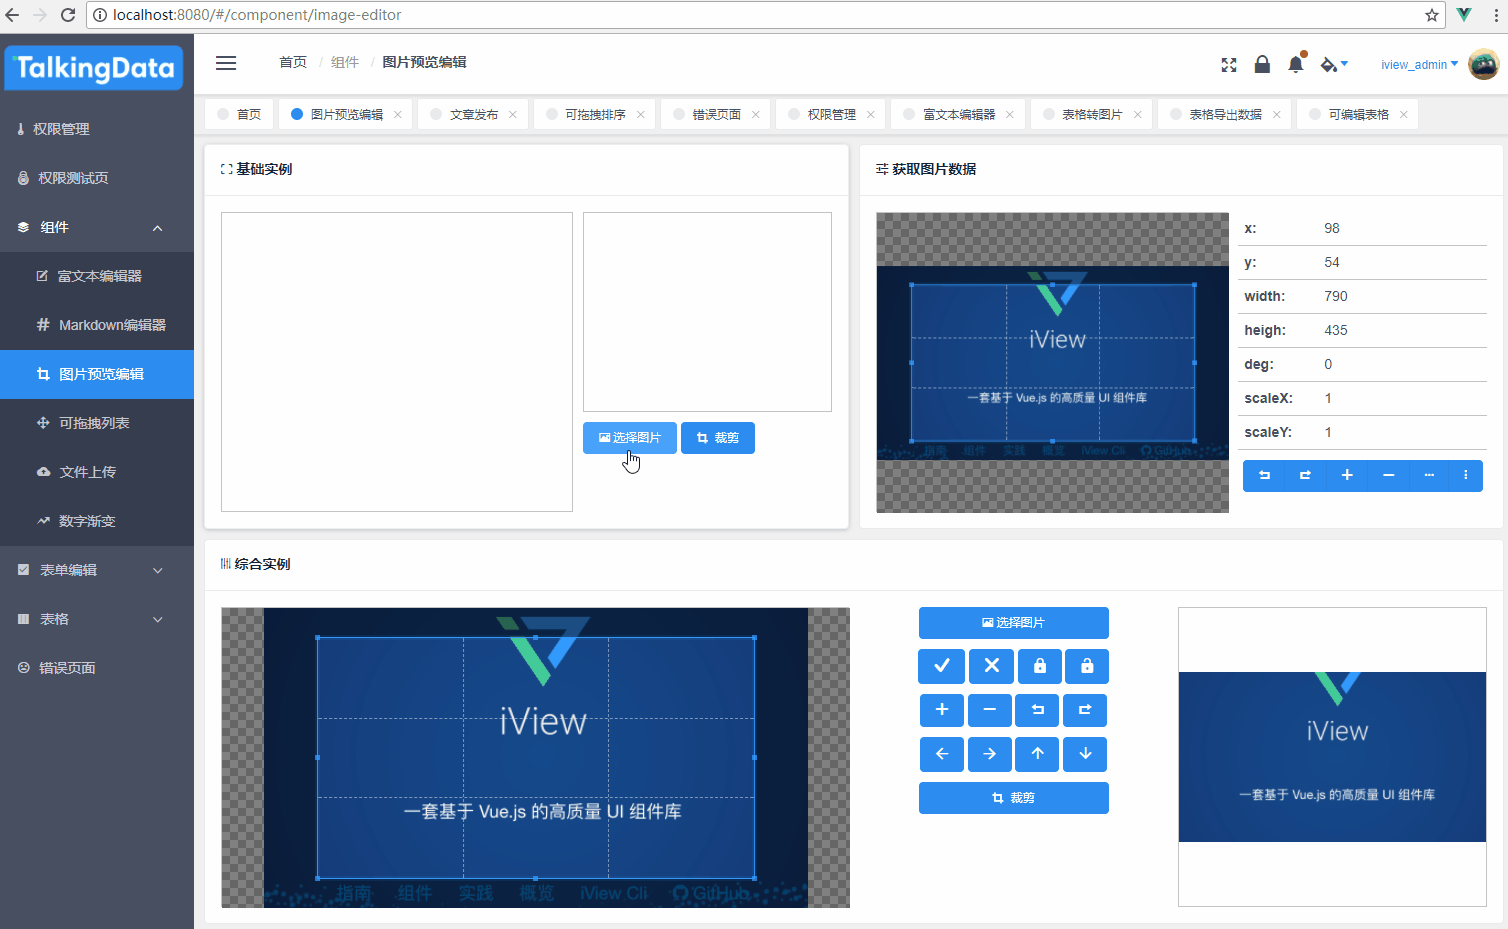 localhost:8080/#/component/image-editor
TalkingData
首页 / 组件 / 图片预览编辑
iview_admin
首页
图片预览编辑
文章发布
可拖拽排序
错误页面
权限管理
富文本编辑器
表格转图片
表格导出数据
可编辑表格
权限管理
权限测试页
组件
富文本编辑器
Markdown编辑器
图片预览编辑
可拖拽列表
文件上传
数字渐变
表单编辑
表格
错误页面
基础实例
选择图片
裁剪
获取图片数据
iView
一套基于 Vue.js 的高质量 UI 组件库
指南 组件 实践 概览 iView Cli GitHub
x: 98
y: 54
width: 790
heigh: 435
deg: 0
scaleX: 1
scaleY: 1
综合实例
iView
一套基于 Vue.js 的高质量 UI 组件库
指南 组件 实践 概览 iView Cli GitHub
选择图片
裁剪
iView
一套基于 Vue.js 的高质量 UI 组件库